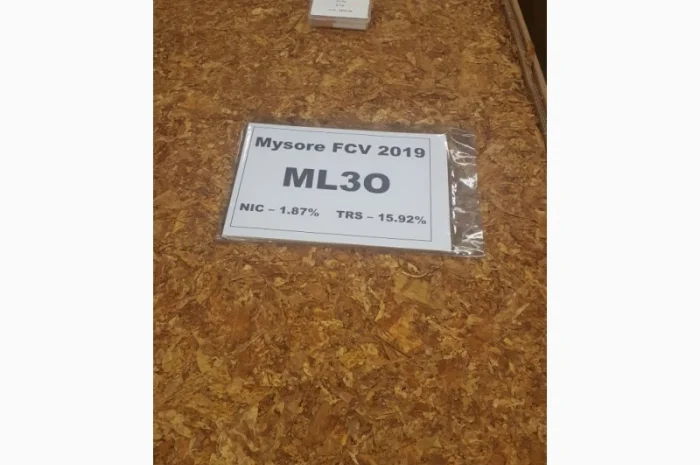 Mysore FCV 2019
ML3O
NIC – 1.87% TRS – 15.92%